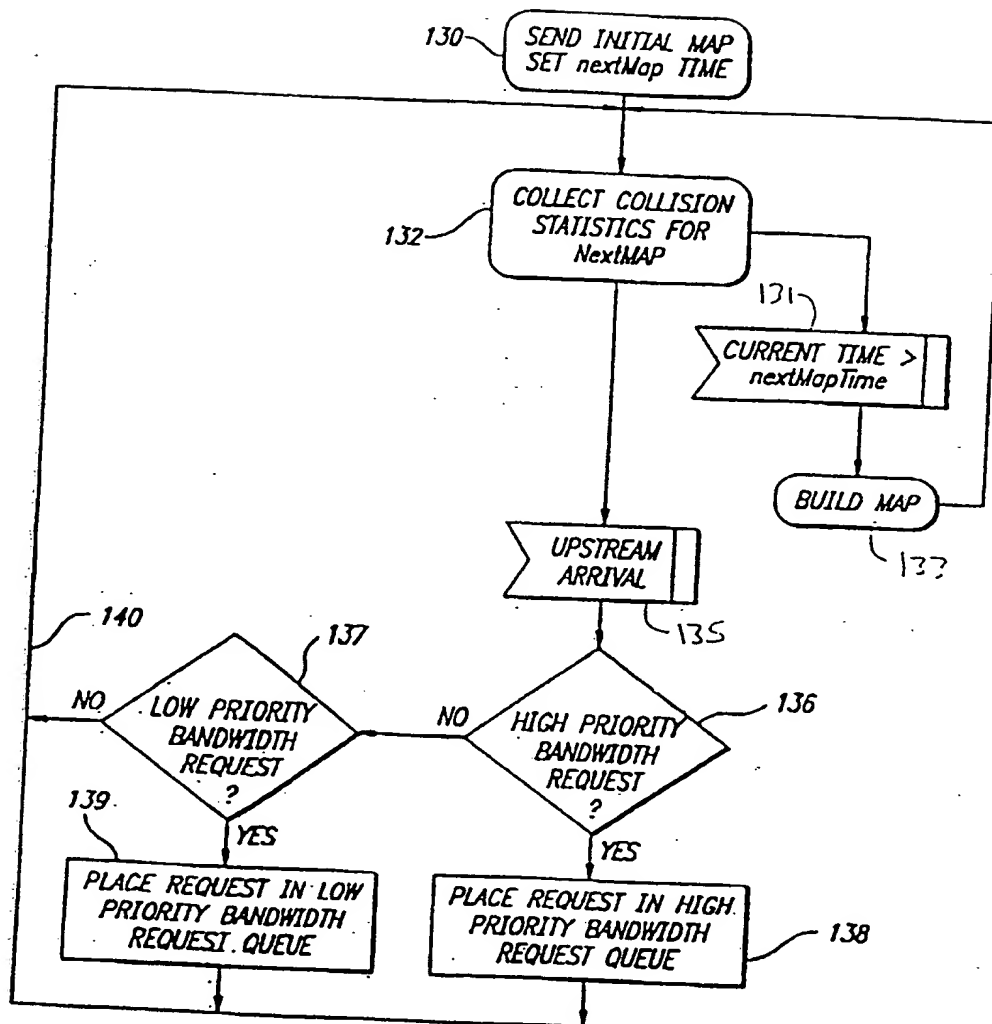 130
SEND INITIAL MAP
SET nextMap TIME
132
COLLECT COLLISION
STATISTICS FOR
NextMAP
131
CURRENT TIME >
nextMapTime
BUILD MAP
133
UPSTREAM
ARRIVAL
135
140
137
136
NO
LOW PRIORITY
BANDWIDTH
REQUEST
?
NO
HIGH PRIORITY
BANDWIDTH
REQUEST
?
139
YES
YES
PLACE REQUEST IN LOW
PRIORITY BANDWIDTH
REQUEST QUEUE
PLACE REQUEST IN HIGH
PRIORITY BANDWIDTH
REQUEST QUEUE
138